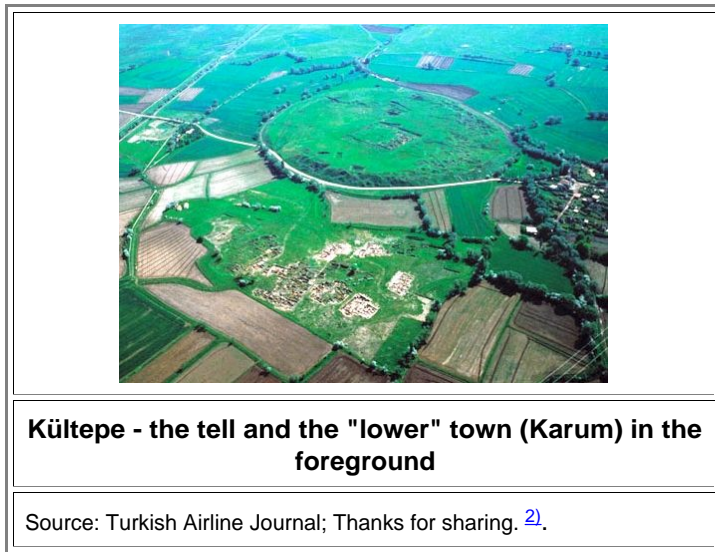 Kültepe - the tell and the "lower" town (Karum) in the
foreground
Source: Turkish Airline Journal; Thanks for sharing. 2).